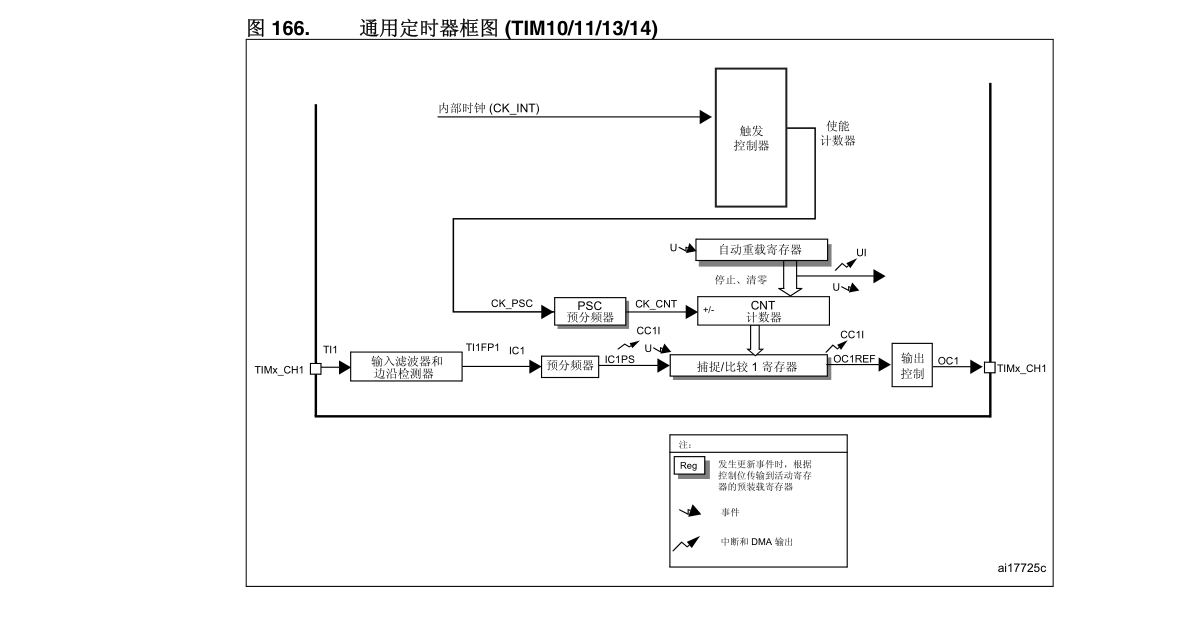 图 166. 通用定时器框图 (TIM10/11/13/14)
内部时钟 (CK_INT)
触发
控制器
使能
计数器
U
自动重载寄存器
UI
停止、清零
U
CK_PSC
PSC
预分频器
CK_CNT
+/-
CNT
计数器
CC1I
CC1I
TIMx_CH1
TI1
输入滤波器和
边沿检测器
TI1FP1
IC1
预分频器
IC1PS
U
捕捉/比较 1 寄存器
OC1REF
输出
控制
OC1
TIMx_CH1
注:
Reg
发生更新事件时，根据
控制位传输到活动寄存
器的预装载寄存器
事件
中断和 DMA 输出
ai17725c